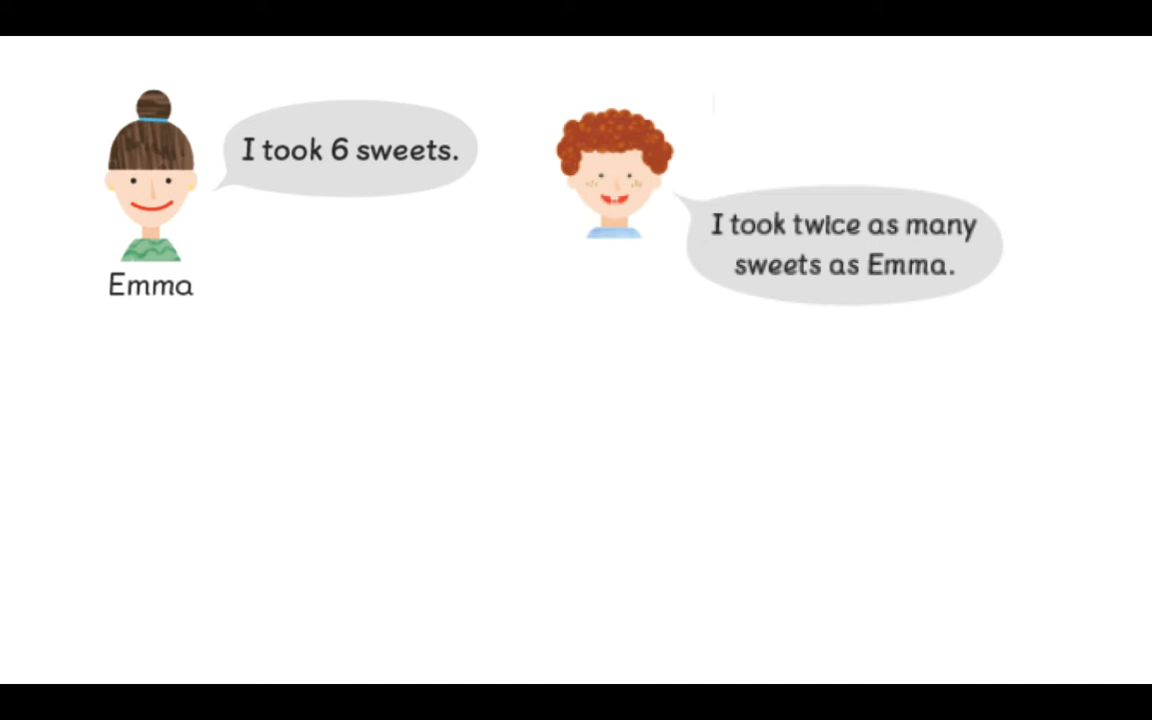 I took 6 sweets.
Emma
I took twice as many
sweets as Emma.